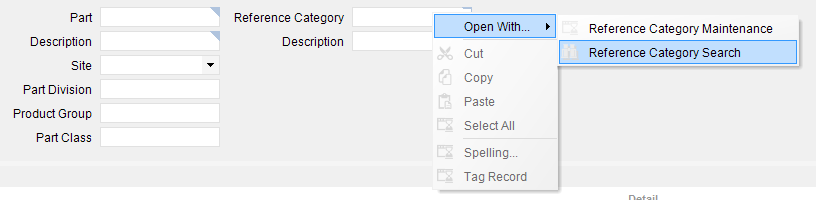 Part
Reference Category
Open With...
Reference Category Maintenance
Description
Description
Cut
Reference Category Search
Site
Copy
Part Division
Paste
Product Group
Select All
Part Class
Spelling...
Tag Record
Detail